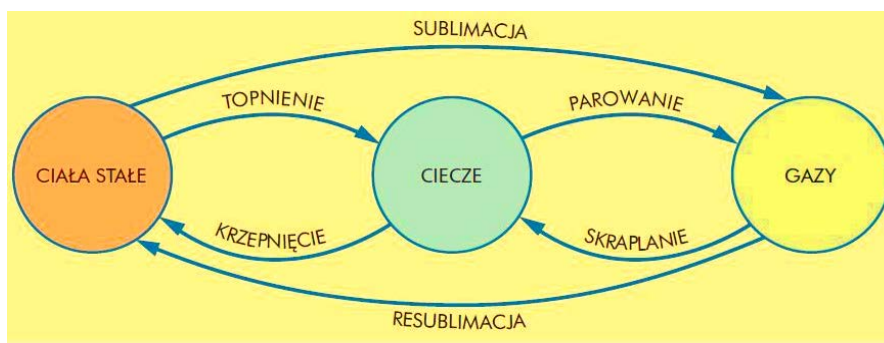 SUBLIMACJA
TOPNIENIE
PAROWANIE
CIAŁA STAŁE
CIECZE
GAZY
KRZEPNIĘCIE
SKRAPLANIE
RESUBLIMACJA